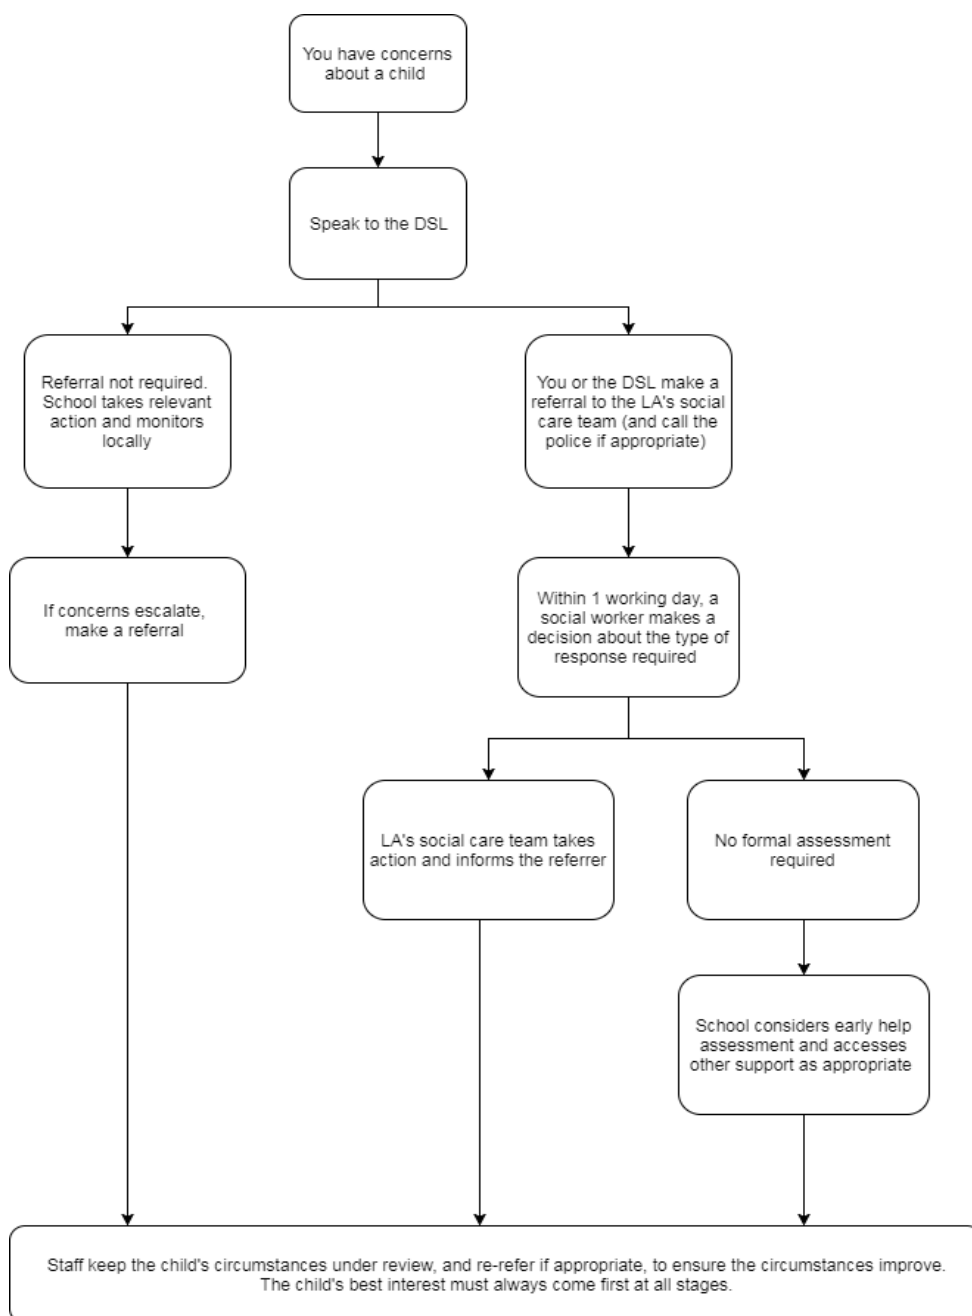 You have concerns
about a child
Speak to the DSL
Referral not required.
School takes relevant
action and monitors
locally
You or the DSL make a
referral to the LA's social
care team (and call the
police if appropriate)
If concerns escalate,
make a referral
Within 1 working day, a
social worker makes a
decision about the type of
response required
LA's social care team takes
action and informs the referrer
No formal assessment
required
School considers early help
assessment and accesses
other support as appropriate
Staff keep the child's circumstances under review, and re-refer if appropriate, to ensure the circumstances improve.
The child's best interest must always come first at all stages.